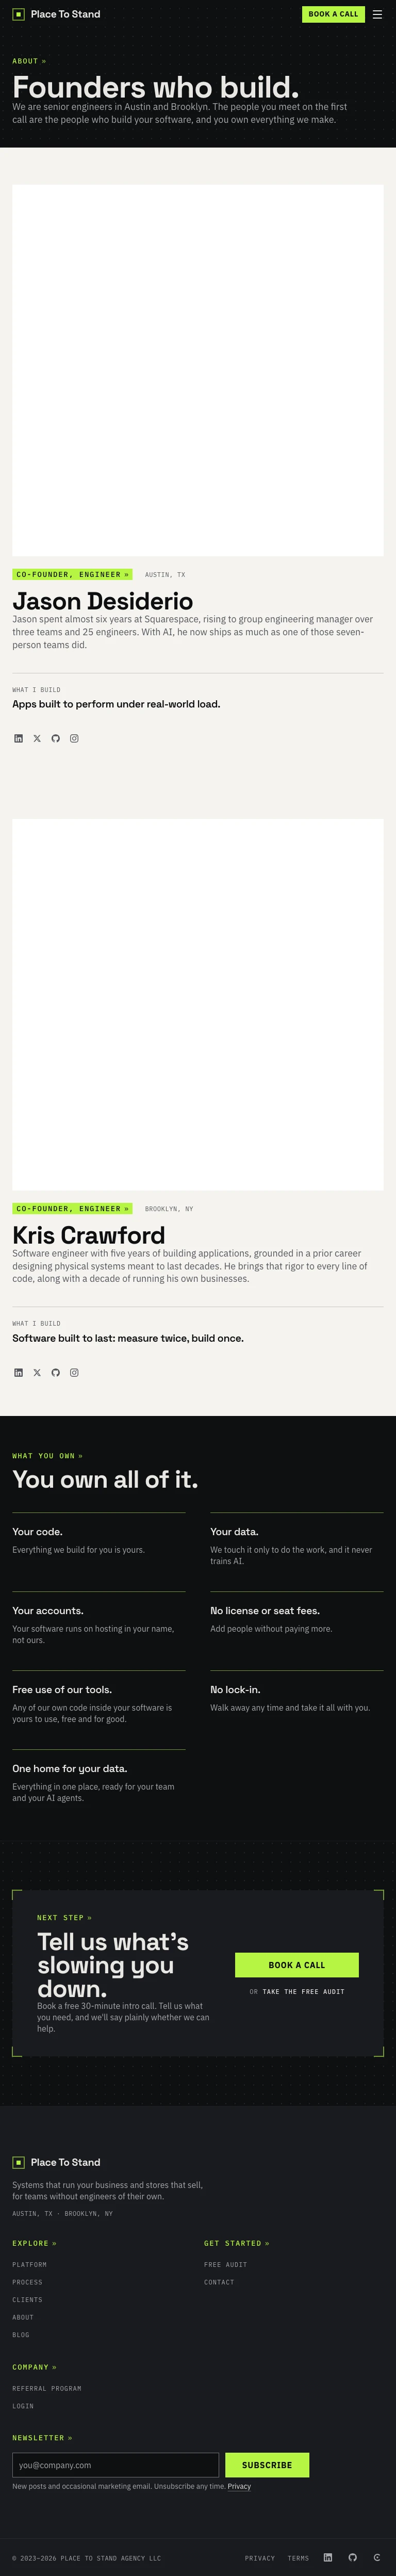 Place To Stand
BOOK A CALL
ABOUT »
Founders who build.
We are senior engineers in Austin and Brooklyn. The people you meet on the first
call are the people who build your software, and you own everything we make.
CO-FOUNDER, ENGINEER »
AUSTIN, TX
Jason Desiderio
Jason spent almost six years at Squarespace, rising to group engineering manager over
three teams and 25 engineers. With AI, he now ships as much as one of those seven-
person teams did.
WHAT I BUILD
Apps built to perform under real-world load.
CO-FOUNDER, ENGINEER »
BROOKLYN, NY
Kris Crawford
Software engineer with five years of building applications, grounded in a prior career
designing physical systems meant to last decades. He brings that rigor to every line of
code, along with a decade of running his own businesses.
WHAT I BUILD
Software built to last: measure twice, build once.
WHAT YOU OWN »
You own all of it.
Your code.
Everything we build for you is yours.
Your data.
We touch it only to do the work, and it never
trains AI.
Your accounts.
Your software runs on hosting in your name,
not ours.
No license or seat fees.
Add people without paying more.
Free use of our tools.
Any of our own code inside your software is
yours to use, free and for good.
No lock-in.
Walk away any time and take it all with you.
One home for your data.
Everything in one place, ready for your team
and your AI agents.
NEXT STEP »
Tell us what's
slowing you
down.
Book a free 30-minute intro call. Tell us what
you need, and we'll say plainly whether we can
help.
BOOK A CALL
OR TAKE THE FREE AUDIT
Place To Stand
Systems that run your business and stores that sell,
for teams without engineers of their own.
AUSTIN, TX · BROOKLYN, NY
EXPLORE »
PLATFORM
PROCESS
CLIENTS
ABOUT
BLOG
GET STARTED »
FREE AUDIT
CONTACT
COMPANY »
REFERRAL PROGRAM
LOGIN
NEWSLETTER »
you@company.com
SUBSCRIBE
New posts and occasional marketing email. Unsubscribe any time. Privacy
© 2023–2026 PLACE TO STAND AGENCY LLC
PRIVACY
TERMS